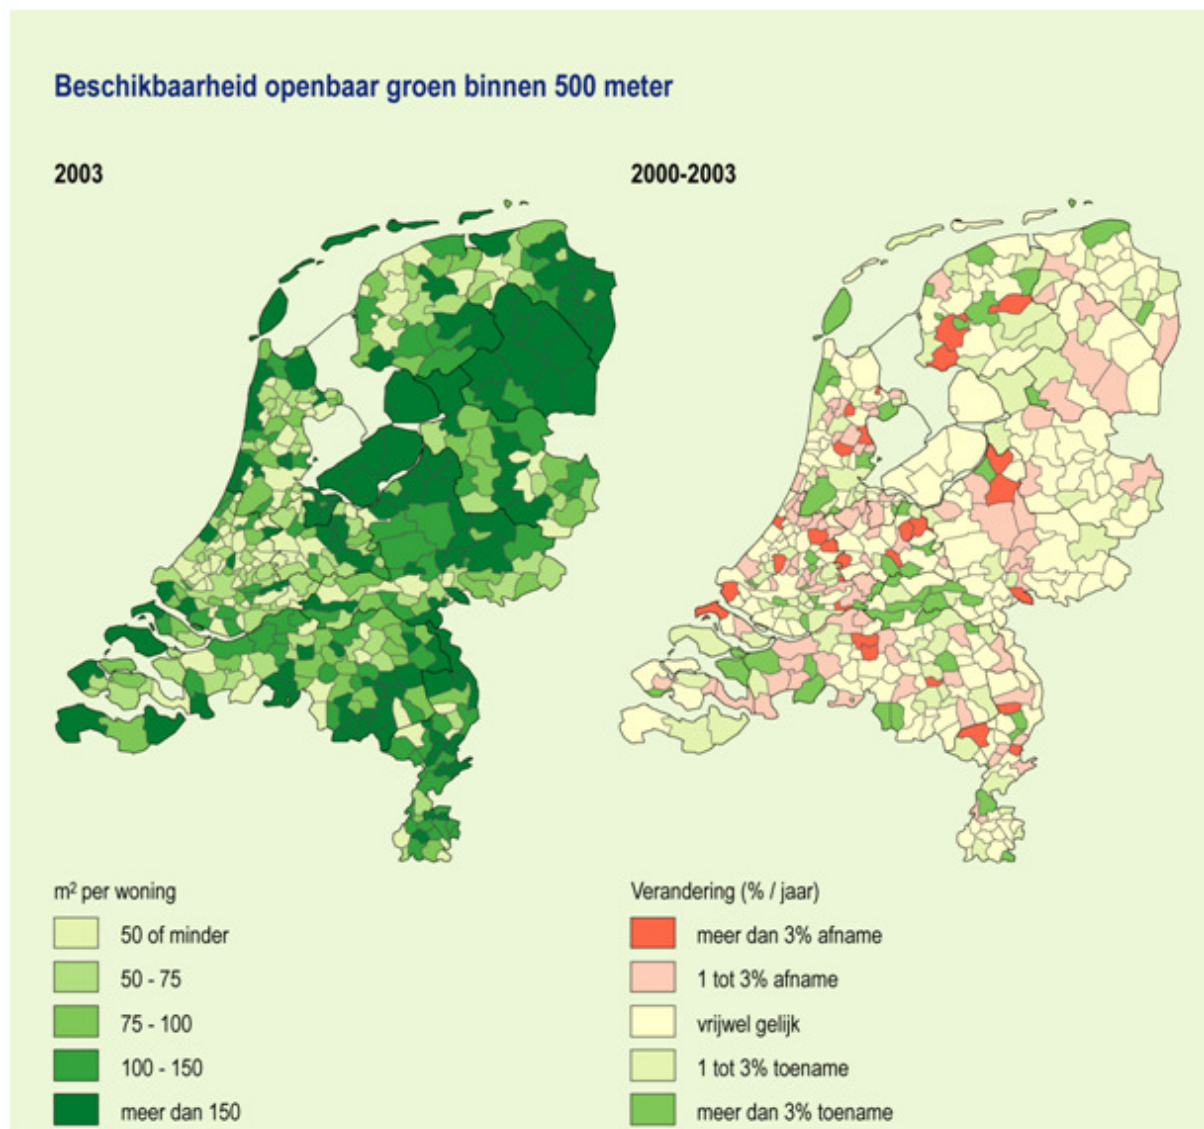 Beschikbaarheid openbaar groen binnen 500 meter
2003
2000-2003
m² per woning
50 of minder
50 - 75
75 - 100
100 - 150
meer dan 150
Verandering (% / jaar)
meer dan 3% afname
1 tot 3% afname
vrijwel gelijk
1 tot 3% toename
meer dan 3% toename